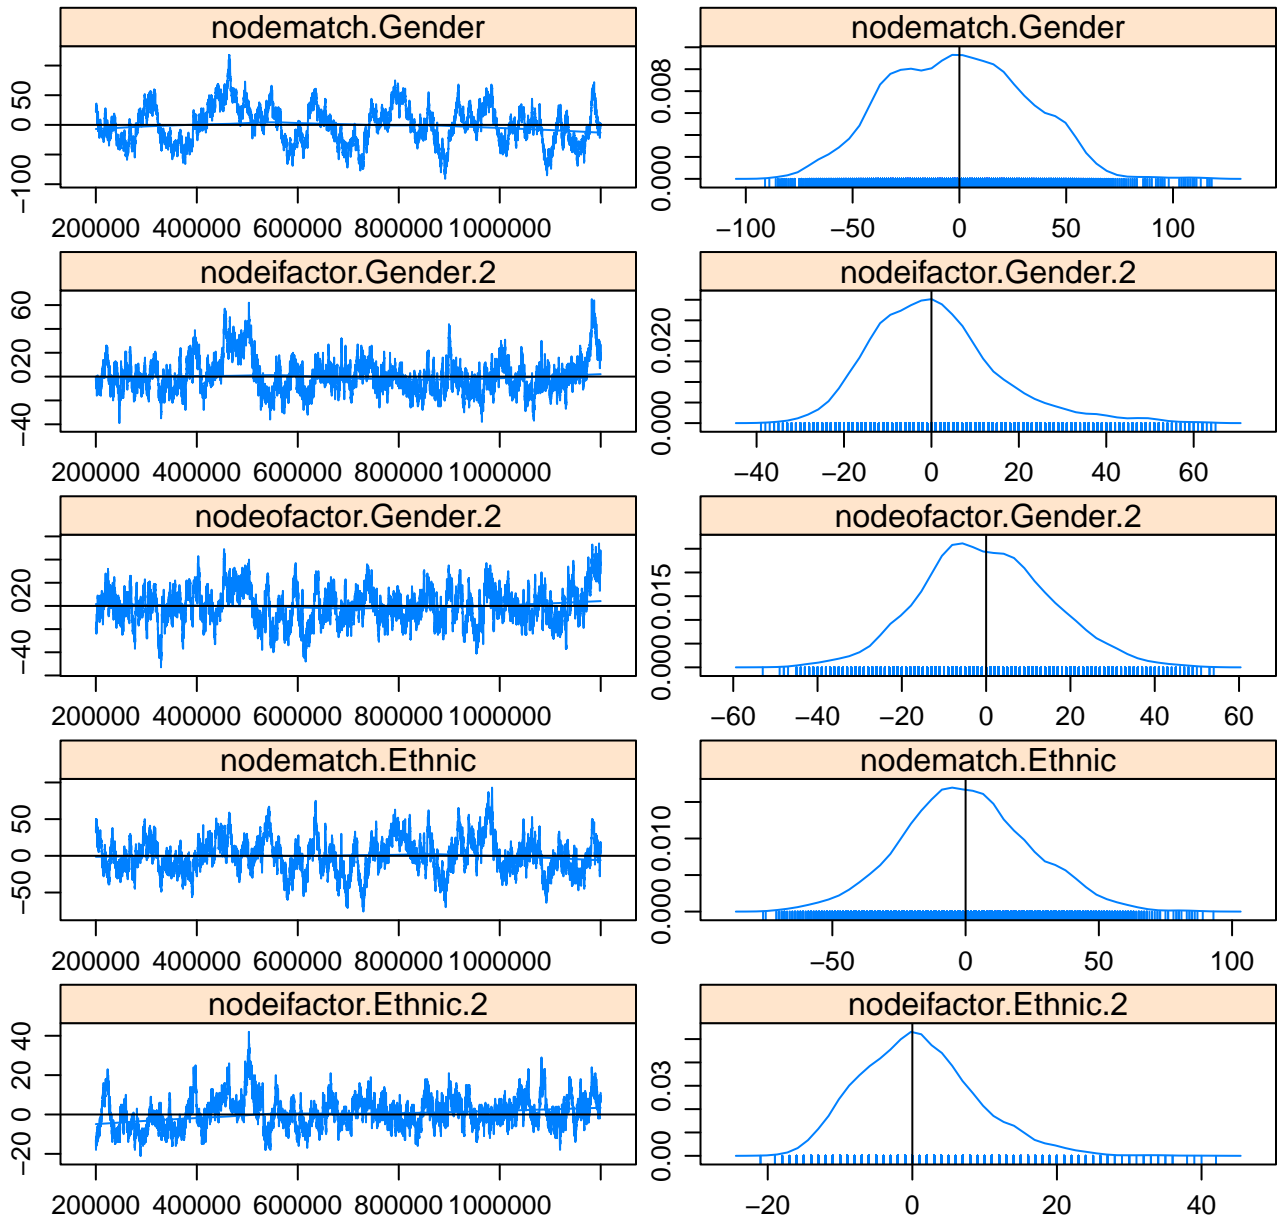 nodematch.Gender
nodematch.Gender
−100 0 50
0.000 0.008
200000 400000 600000 800000 1000000
−100 −50 0 50 100
nodeifactor.Gender.2
nodeifactor.Gender.2
−40 0 20 60
0.000 0.020
200000 400000 600000 800000 1000000
−40 −20 0 20 40 60
nodeofactor.Gender.2
nodeofactor.Gender.2
−40 0 20
0.000 0.015
200000 400000 600000 800000 1000000
−60 −40 −20 0 20 40 60
nodematch.Ethnic
nodematch.Ethnic
−50 0 50
0.000 0.010
200000 400000 600000 800000 1000000
−50 0 50 100
nodeifactor.Ethnic.2
nodeifactor.Ethnic.2
−20 0 20 40
0.00 0.03
200000 400000 600000 800000 1000000
−20 0 20 40